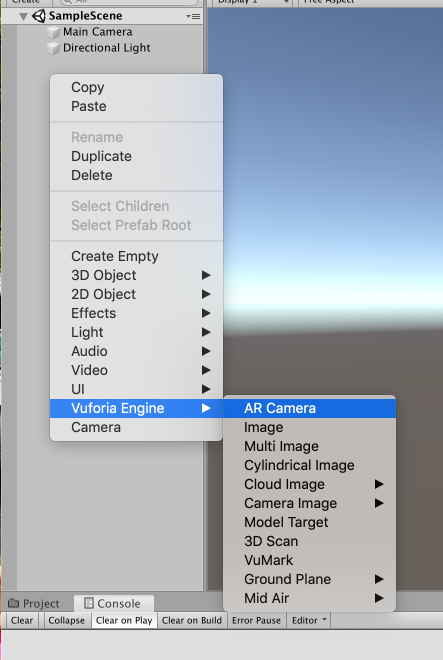 Create
All
Display 1
Free Aspect
SampleScene
Main Camera
Directional Light
Copy
Paste
Rename
Duplicate
Delete
Select Children
Select Prefab Root
Create Empty
3D Object
2D Object
Effects
Light
Audio
Video
UI
Vuforia Engine
Camera
AR Camera
Image
Multi Image
Cylindrical Image
Cloud Image
Camera Image
Model Target
3D Scan
VuMark
Ground Plane
Mid Air
Project
Console
Clear
Collapse
Clear on Play
Clear on Build
Error Pause
Editor